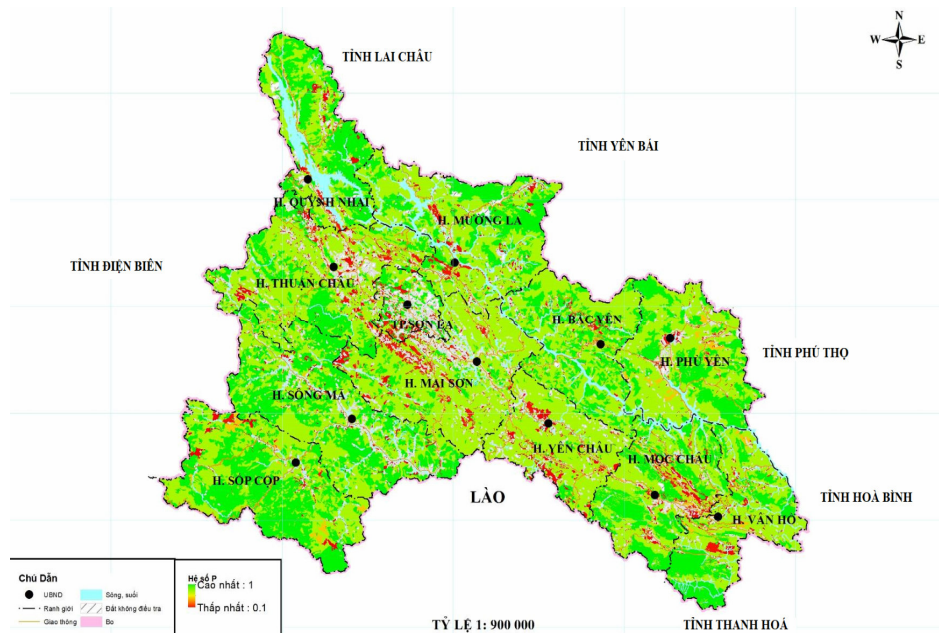 N
W E
S
TỈNH LAI CHÂU
TỈNH YÊN BÁI
H. QUỲNH NHAI
H. MƯỜNG LA
TỈNH ĐIỆN BIÊN
H. THUẬN CHÂU
TP.SƠN LA
H. BẮC YÊN
TỈNH PHÚ THỌ
H. PHÙ YÊN
H. MAI SƠN
H. SÔNG MÃ
H. YÊN CHÂU
H. MỘC CHÂU
H. SỐP CỘP
LÀO
TỈNH HOÀ BÌNH
H. VÂN HỒ
Chú Dẫn
UBND
Sông, suối
Ranh giới
Đất không điều tra
Giao thông
Bo
Hệ số P
Cao nhất : 1
Thấp nhất : 0.1
TỶ LỆ 1: 900 000
TỈNH THANH HOÁ